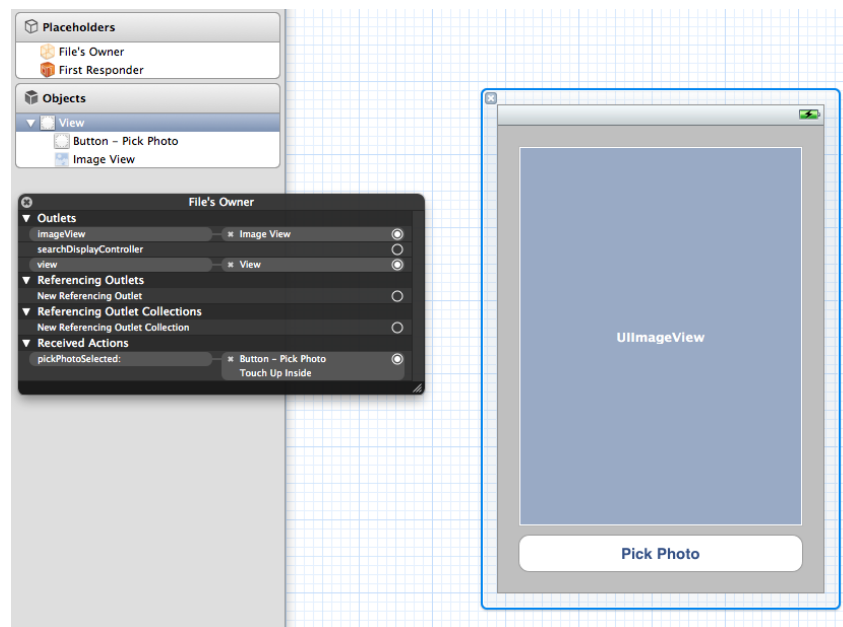 Placeholders
File's Owner
First Responder
Objects
View
Button – Pick Photo
Image View
File's Owner
Outlets
imageView Image View
searchDisplayController
view View
Referencing Outlets
New Referencing Outlet
Referencing Outlet Collections
New Referencing Outlet Collection
Received Actions
pickPhotoSelected: Button – Pick Photo
Touch Up Inside
UIImageView
Pick Photo